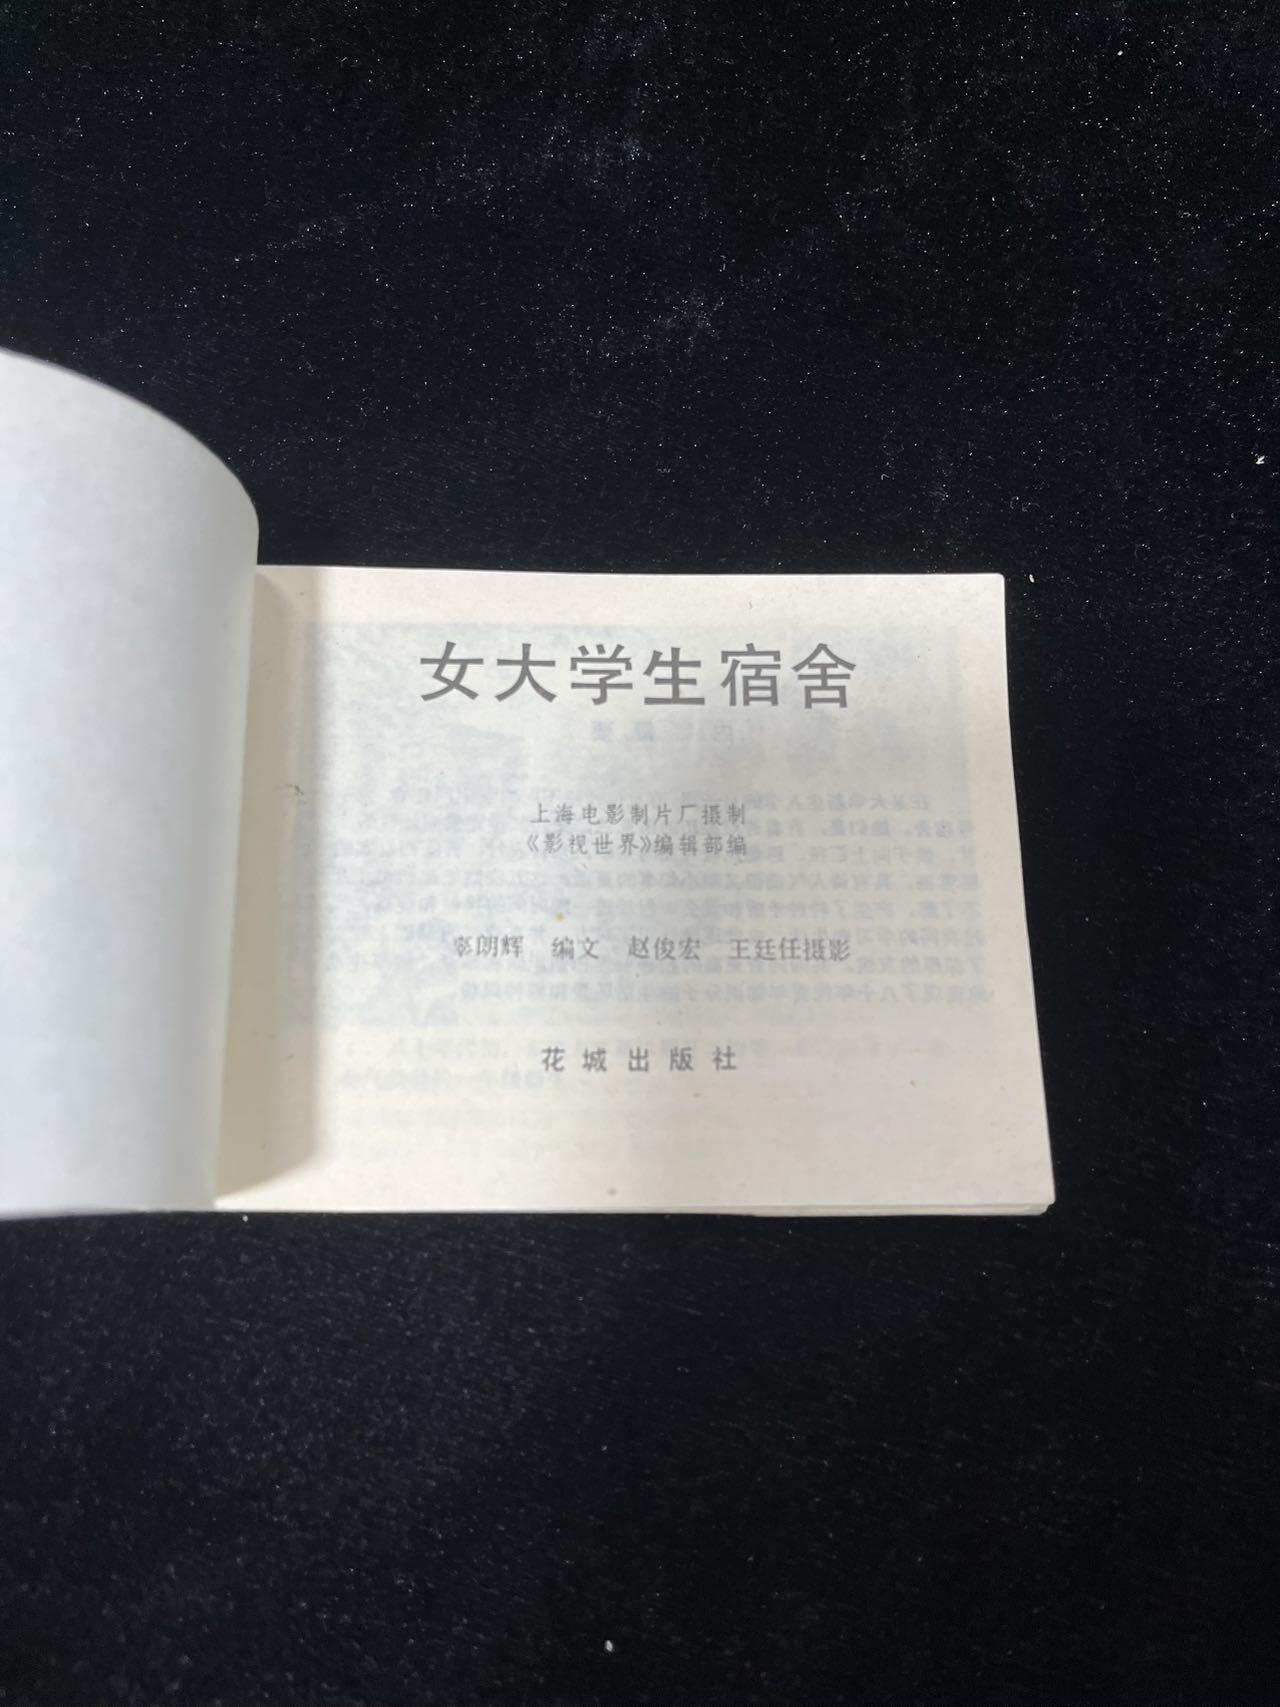 女大学生宿舍
上海电影制片厂摄制
《影视世界》编辑部编
辜朗辉 编文 赵俊宏 王廷任摄影
花城出版社